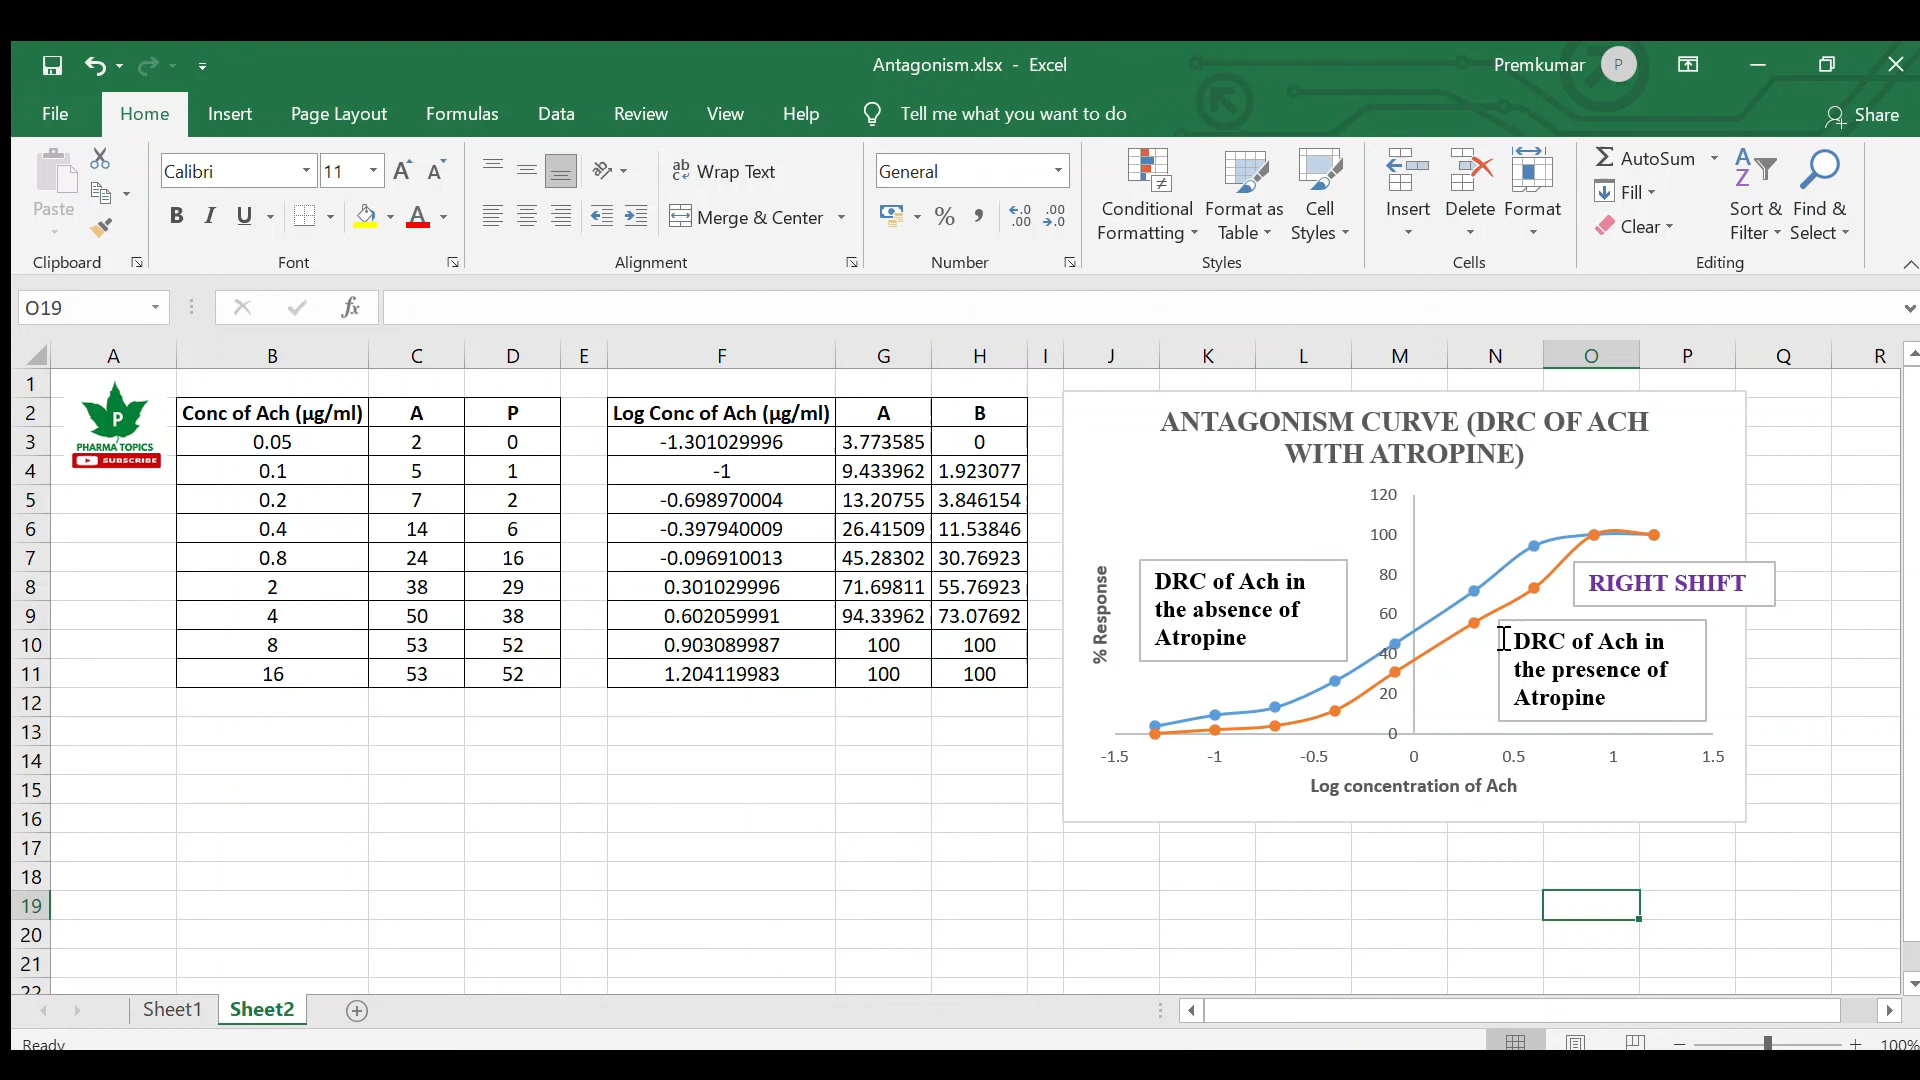 Antagonism.xlsx - Excel
Premkumar P
File Home Insert Page Layout Formulas Data Review View Help Tell me what you want to do Share
Paste
Clipboard
Calibri 11
B I U A
Font
ab Wrap Text
Merge & Center
Alignment
General
% , .00 .00
Number
Conditional Formatting
Format as Table
Cell Styles
Styles
Insert Delete Format
Cells
AutoSum
Fill
Clear
Sort & Filter
Find & Select
Editing
O19 fx
A B C D E F G H I J K L M N O P Q R
1
2 Conc of Ach (µg/ml) A P Log Conc of Ach (µg/ml) A B
3 0.05 2 0 -1.301029996 3.773585 0
4 0.1 5 1 -1 9.433962 1.923077
5 0.2 7 2 -0.698970004 13.20755 3.846154
6 0.4 14 6 -0.397940009 26.41509 11.53846
7 0.8 24 16 -0.096910013 45.28302 30.76923
8 2 38 29 0.301029996 71.69811 55.76923
9 4 50 38 0.602059991 94.33996 73.07692
10 8 53 52 0.903089987 100 100
11 16 53 52 1.204119983 100 100
12
13
14
15
16
17
18
19
20
21
22
P
PHARMA TOPICS
SUBSCRIBE
ANTAGONISM CURVE (DRC OF ACH
WITH ATROPINE)
120
100
80
60
40
20
0
-1.5 -1 -0.5 0 0.5 1 1.5
% Response
Log concentration of Ach
DRC of Ach in
the absence of
Atropine
RIGHT SHIFT
DRC of Ach in
the presence of
Atropine
Sheet1 Sheet2
Ready
100%